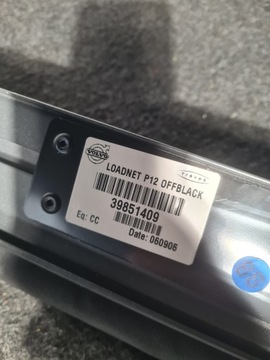 VOLVO
LOADNET P12 OFFBLACK
39851409
Eq: CC
Date: 060906